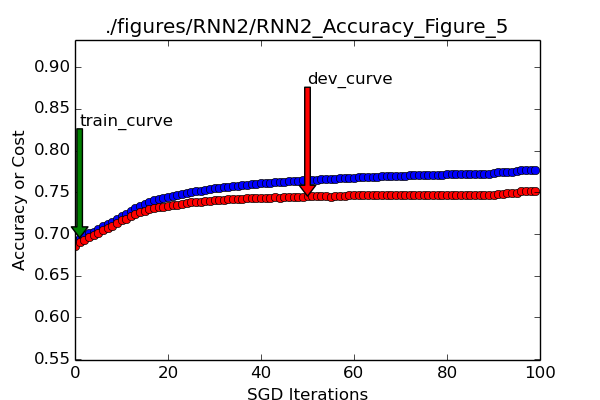 ./figures/RNN2/RNN2_Accuracy_Figure_5
0.90
dev_curve
0.85
train_curve
0.80
Accuracy or Cost
0.75
0.70
0.65
0.60
0.55
0 20 40 60 80 100
SGD Iterations